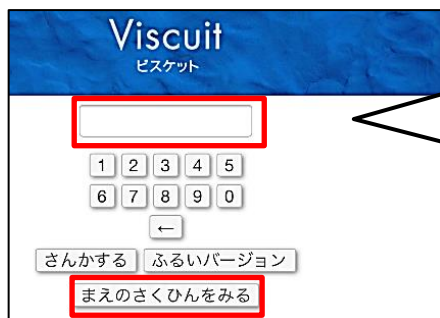 Viscuit
ビスケット
1 2 3 4 5
6 7 8 9 0
←
さんかする ふるいバージョン
まえのさくひんをみる